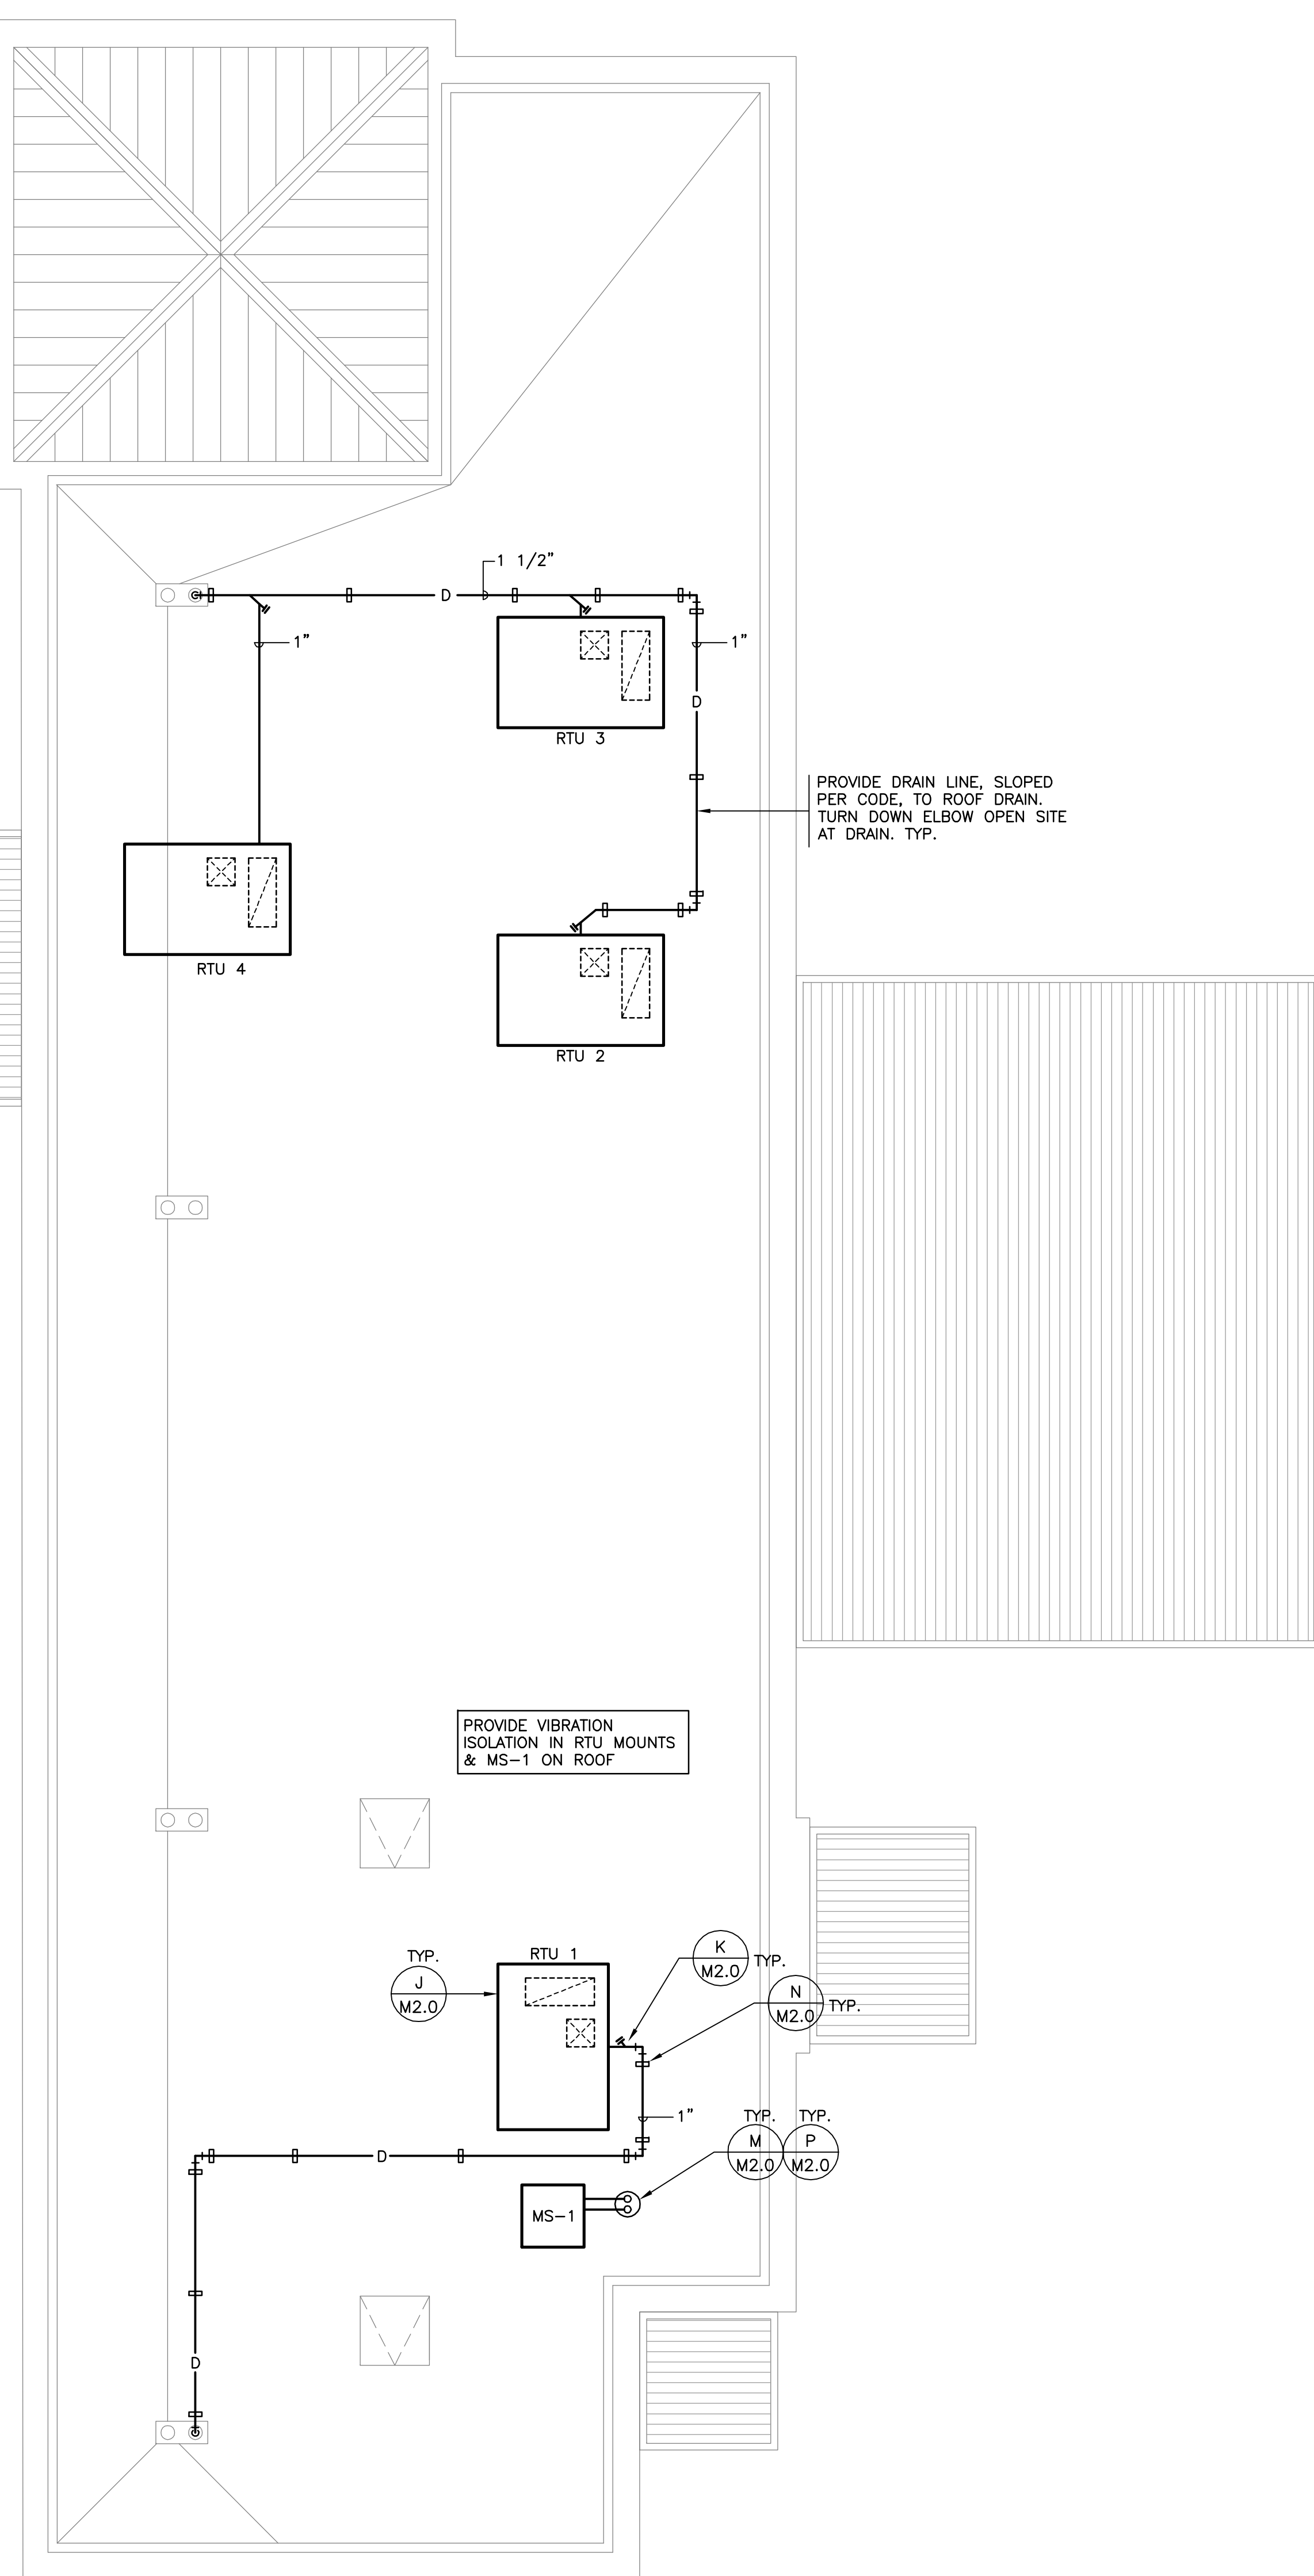 1 1/2"
D
1"
1"
D
RTU 3
PROVIDE DRAIN LINE, SLOPED
PER CODE, TO ROOF DRAIN.
TURN DOWN ELBOW OPEN SITE
AT DRAIN. TYP.
RTU 4
RTU 2
PROVIDE VIBRATION
ISOLATION IN RTU MOUNTS
& MS-1 ON ROOF
TYP.
J
M2.0
RTU 1
K
M2.0
TYP.
N
M2.0
TYP.
1"
TYP.
M
M2.0
TYP.
P
M2.0
D
MS-1
D